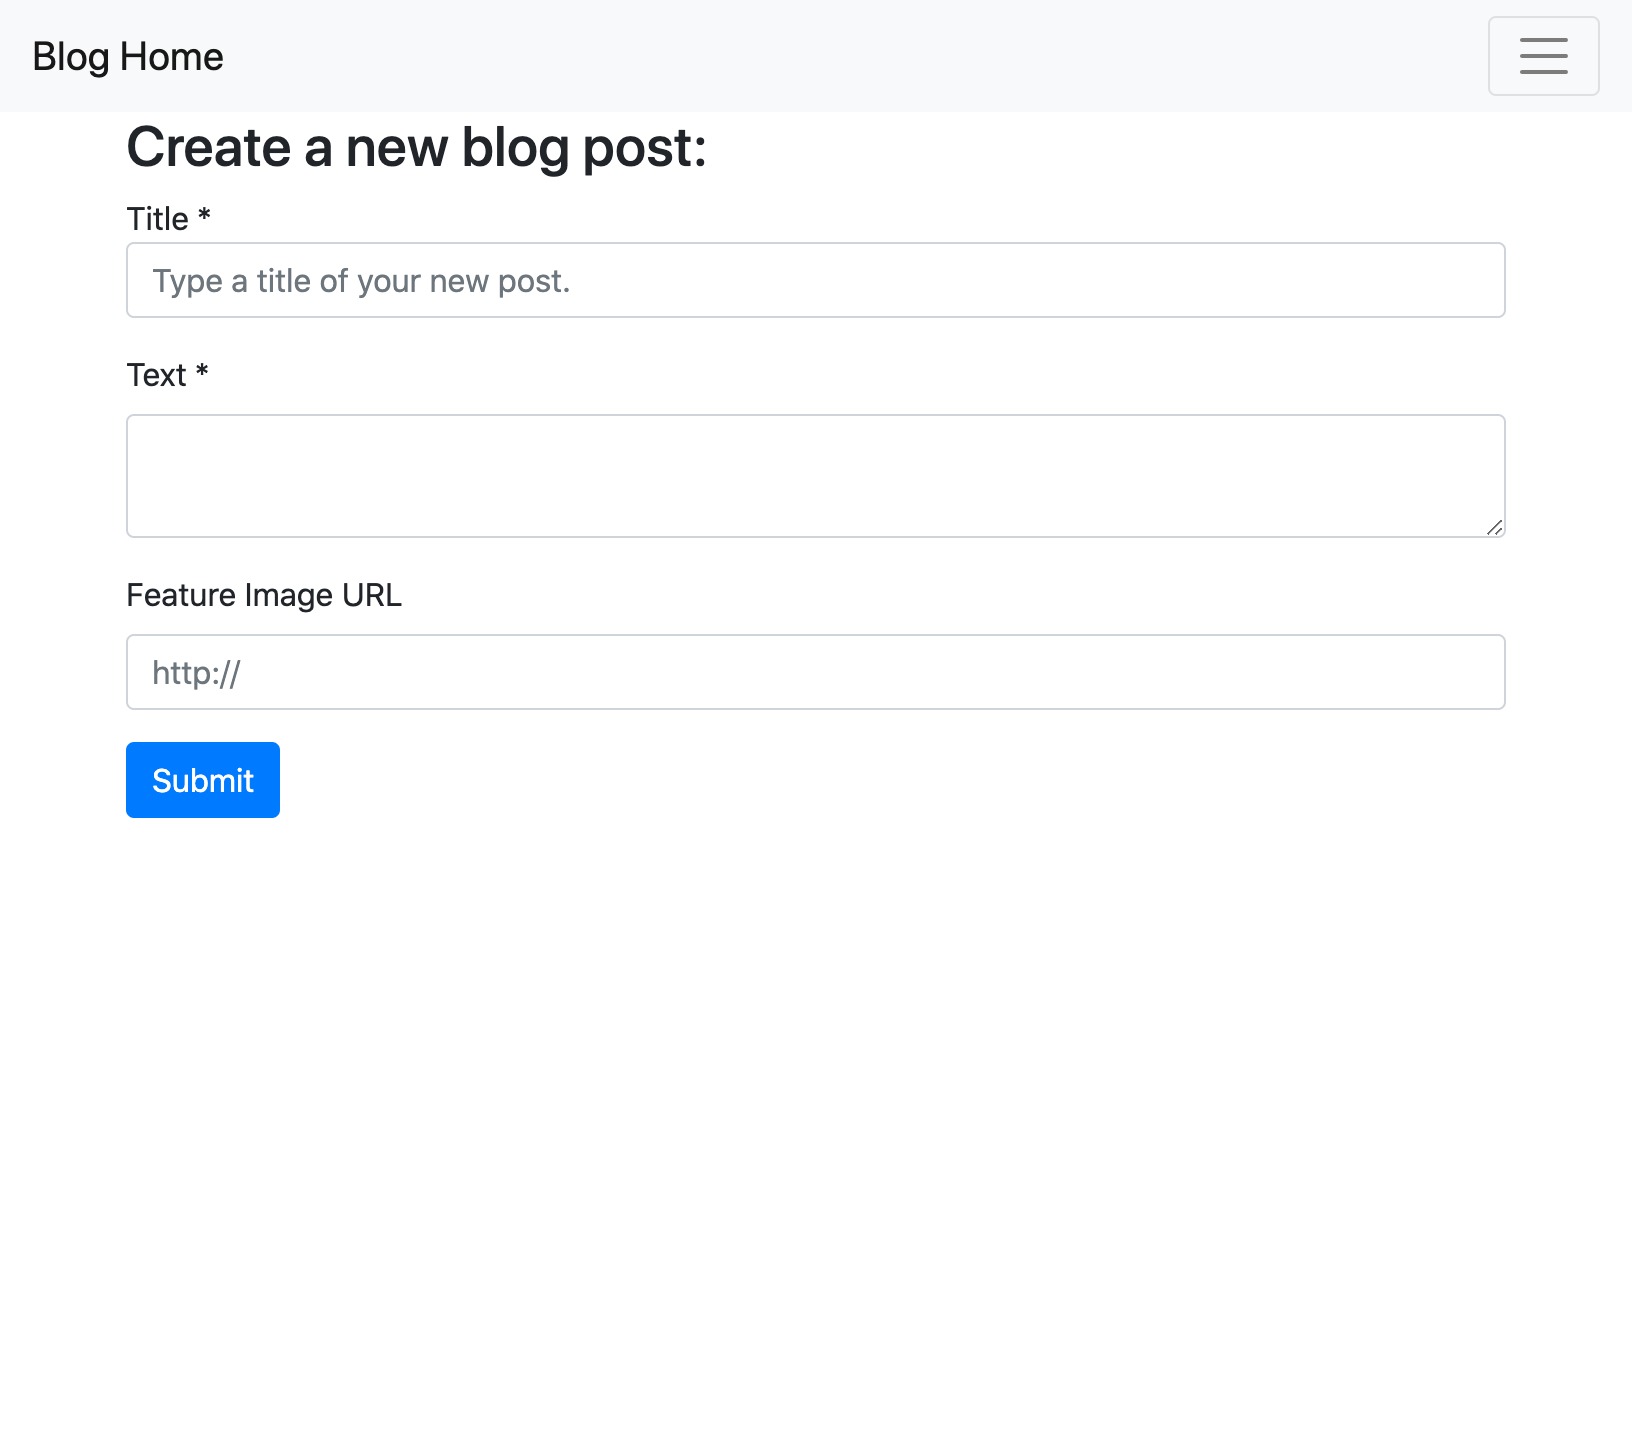 Blog Home
Create a new blog post:
Title *
Type a title of your new post.
Text *
Feature Image URL
http://
Submit